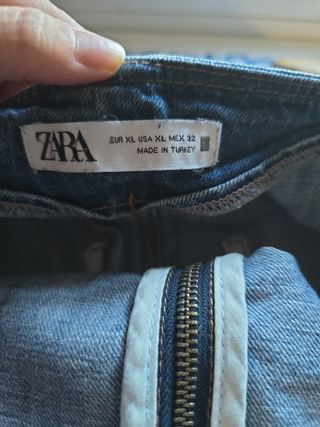 ZARA
EUR XL USA XL MEX 32
MADE IN TURKEY